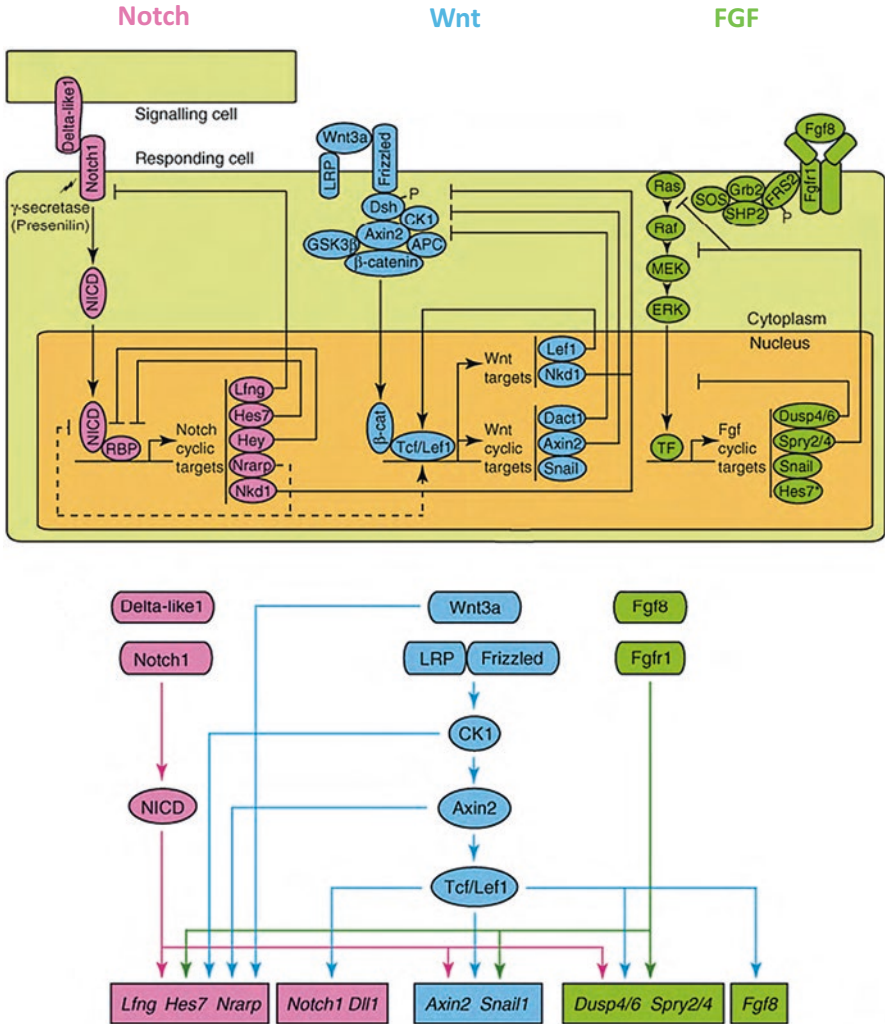 Notch
Wnt
FGF
Delta-like1
Signalling cell
Responding cell
Notch1
γ-secretase
(Presenilin)
NICD
NICD
RBP
Notch
cyclic
targets
Lfng
Hes7
Hey
Nrarp
Nkd1
Wnt3a
LRP
Frizzled
Dsh
P
CK1
Axin2
GSK3β
APC
β-catenin
β-cat
Tcf/Lef1
Wnt
targets
Lef1
Nkd1
Wnt
cyclic
targets
Dact1
Axin2
Snail
Fgf8
Fgfr1
FRS2
P
Grb2
SOS
SHP2
Ras
Raf
MEK
ERK
Cytoplasm
Nucleus
TF
Fgf
cyclic
targets
Dusp4/6
Spry2/4
Snail
Hes7*
Delta-like1
Wnt3a
Fgf8
Notch1
LRP
Frizzled
Fgfr1
CK1
NICD
Axin2
Tcf/Lef1
Lfng Hes7 Nrarp
Notch1 Dll1
Axin2 Snail1
Dusp4/6 Spry2/4
Fgf8